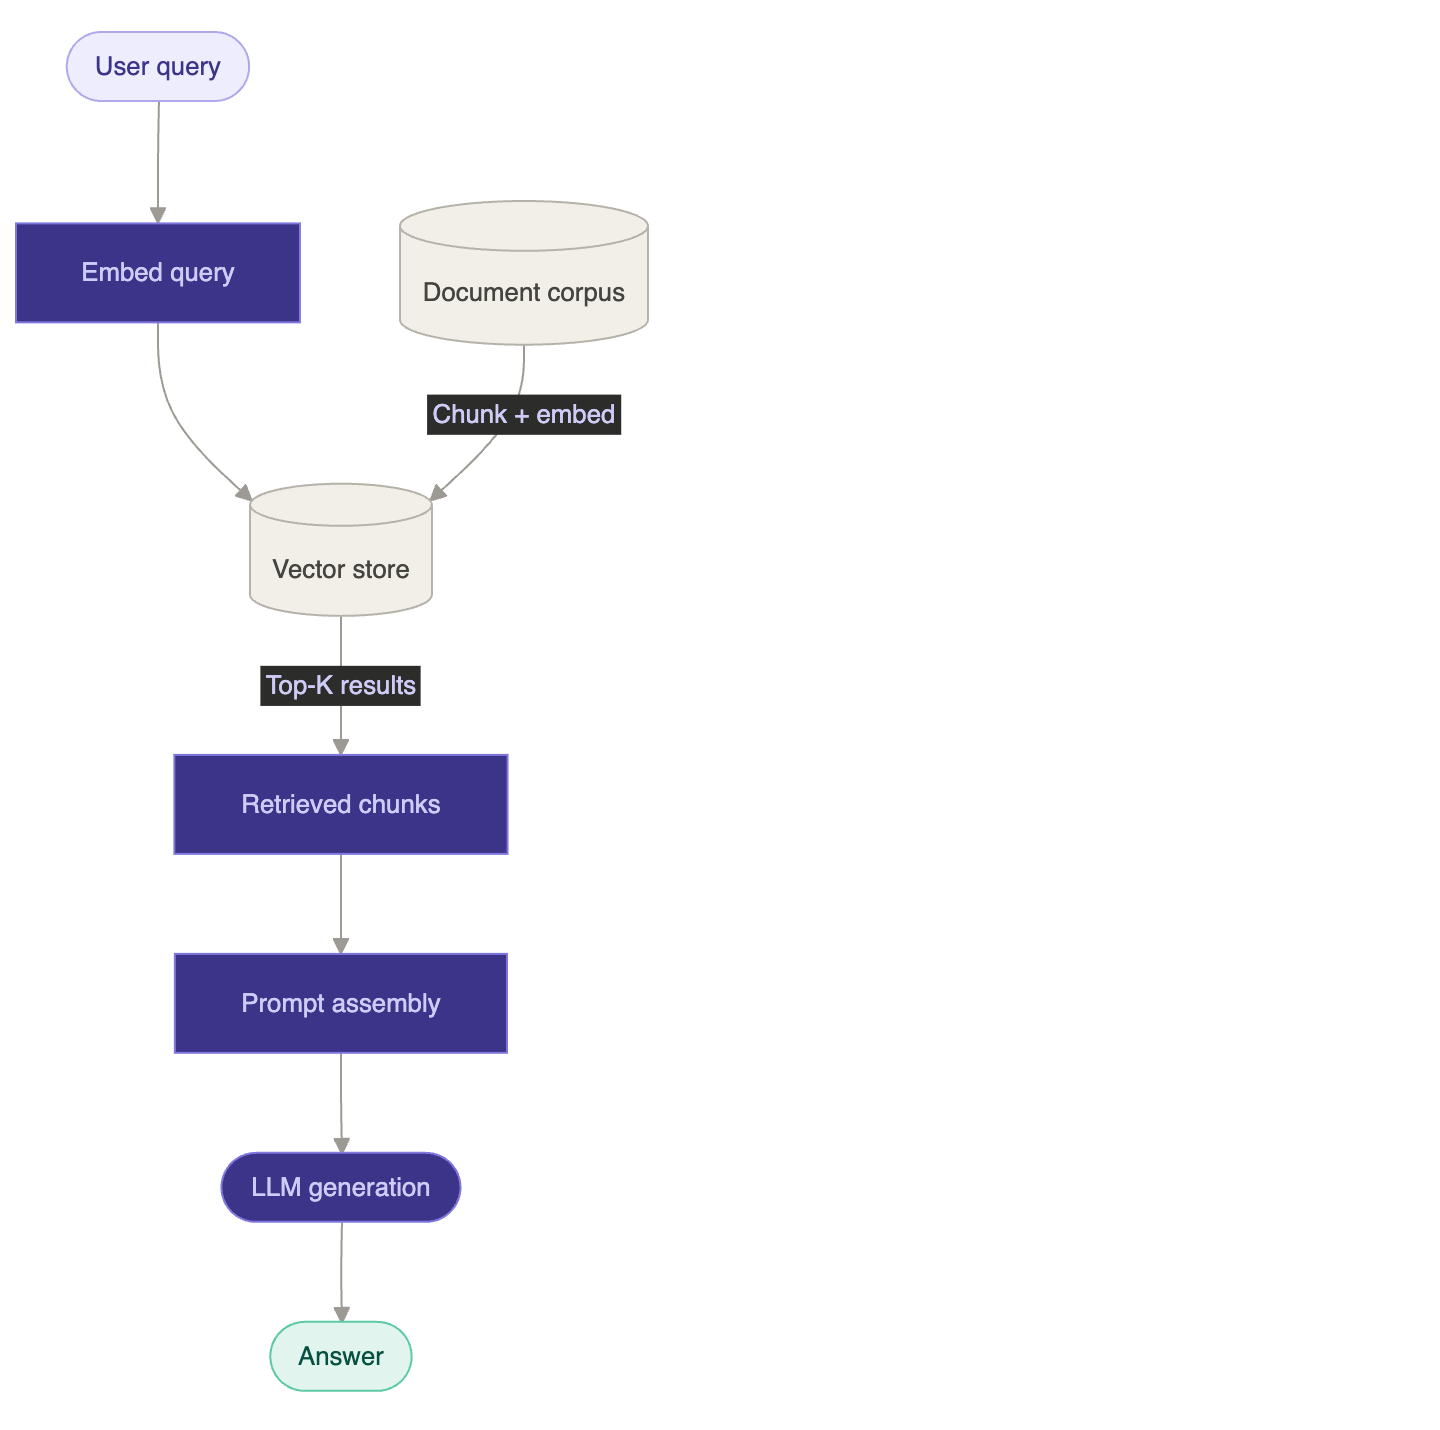 User query
Embed query
Document corpus
Chunk + embed
Vector store
Top-K results
Retrieved chunks
Prompt assembly
LLM generation
Answer